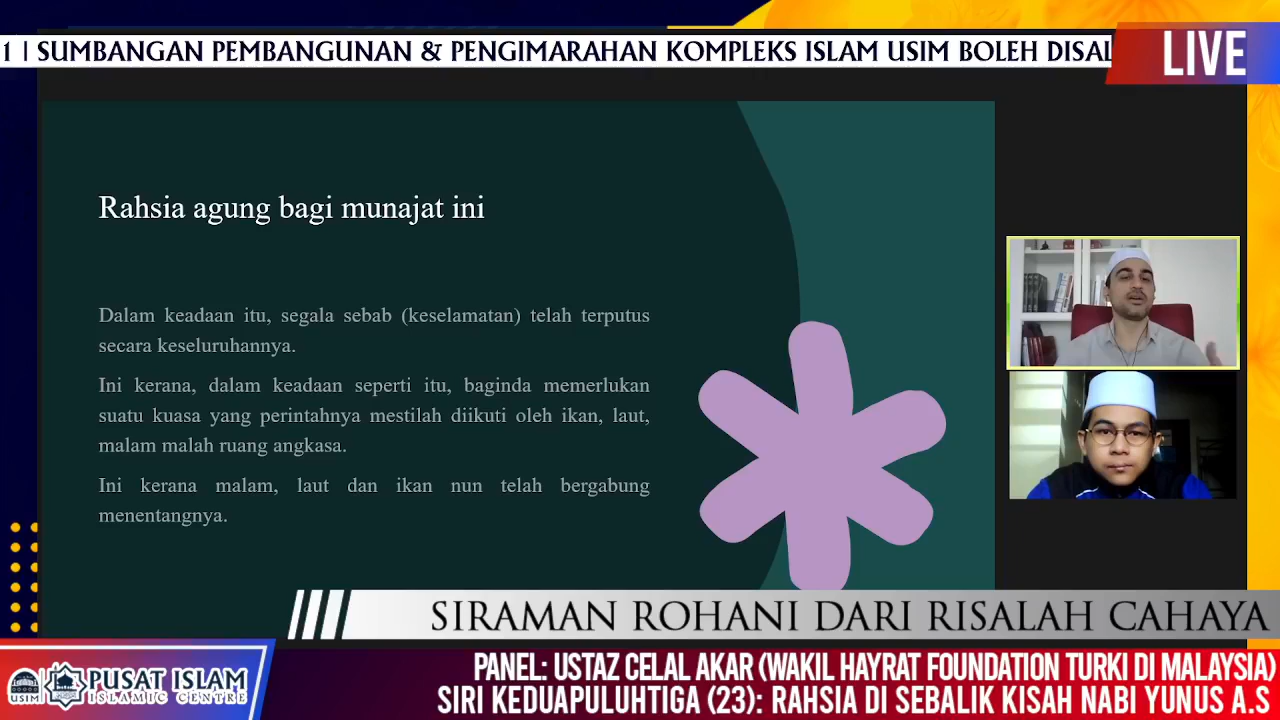 1 | SUMBANGAN PEMBANGUNAN & PENGIMARAHAN KOMPLEKS ISLAM USIM BOLEH DISAL
LIVE
Rahsia agung bagi munajat ini
Dalam keadaan itu, segala sebab (keselamatan) telah terputus
secara keseluruhannya.
Ini kerana, dalam keadaan seperti itu, baginda memerlukan
suatu kuasa yang perintahnya mestilah diikuti oleh ikan, laut,
malam malah ruang angkasa.
Ini kerana malam, laut dan ikan nun telah bergabung
menentangnya.
SIRAMAN ROHANI DARI RISALAH CAHAYA
USIM
PUSAT ISLAM
ISLAMIC CENTRE
PANEL: USTAZ CELAL AKAR (WAKIL HAYRAT FOUNDATION TURKI DI MALAYSIA)
SIRI KEDUAPULUHTIGA (23): RAHSIA DI SEBALIK KISAH NABI YUNUS A.S